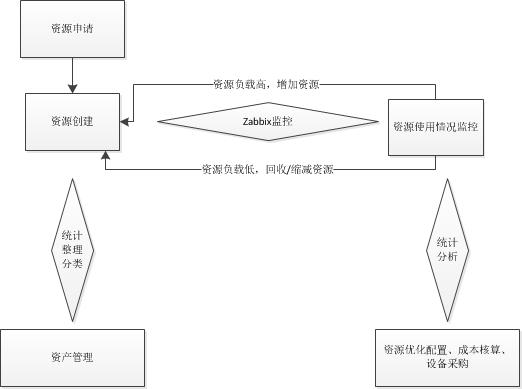 资源申请
资源负载高，增加资源
资源创建
Zabbix监控
资源使用情况监控
资源负载低，回收/缩减资源
统计
整理
分类
统计
分析
资产管理
资源优化配置、成本核算、
设备采购